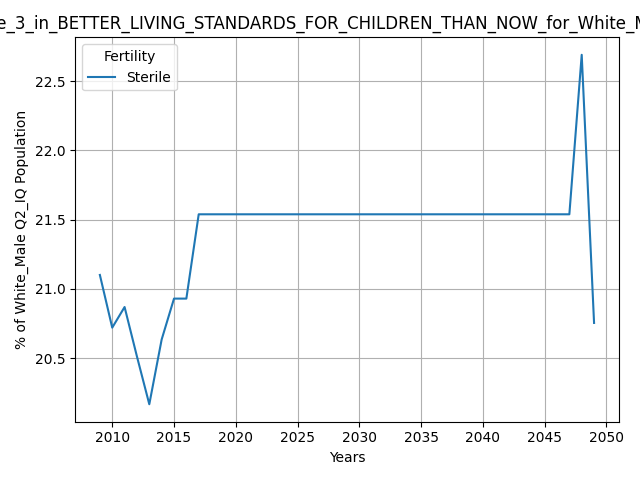 e_3_in_BETTER_LIVING_STANDARDS_FOR_CHILDREN_THAN_NOW_for_White_M
Fertility
Sterile
% of White_Male Q2_IQ Population
22.5
22.0
21.5
21.0
20.5
2010 2015 2020 2025 2030 2035 2040 2045 2050
Years